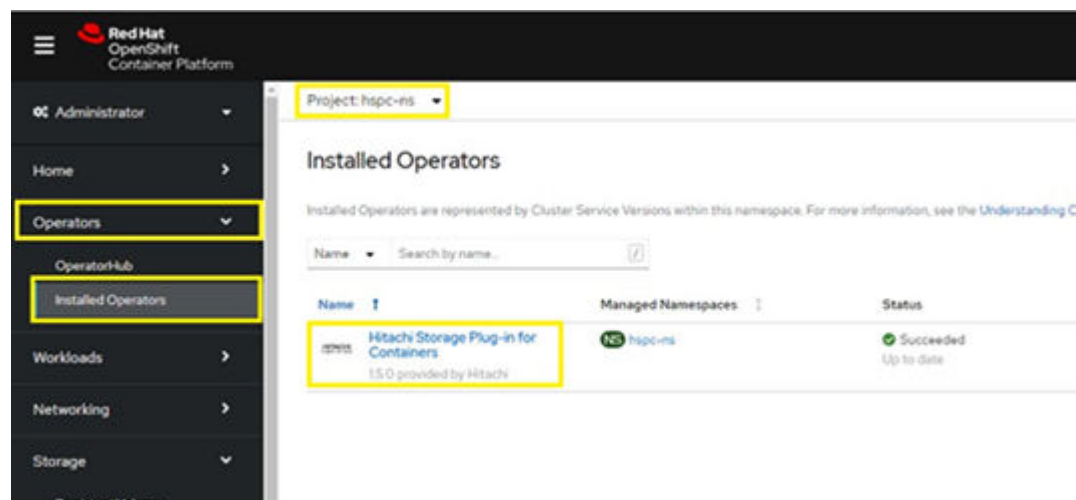 Red Hat
OpenShift
Container Platform
Administrator
Project: hspc-ns
Home
Installed Operators
Operators
Installed Operators are represented by Cluster Service Versions within this namespace. For more information, see the Understanding C
Name Search by name... /
OperatorHub
Installed Operators
Name Managed Namespaces Status
Hitachi Storage Plug-in for
Containers
1.5.0 provided by Hitachi
NS hspc-ns
Succeeded
Up to date
Workloads
Networking
Storage